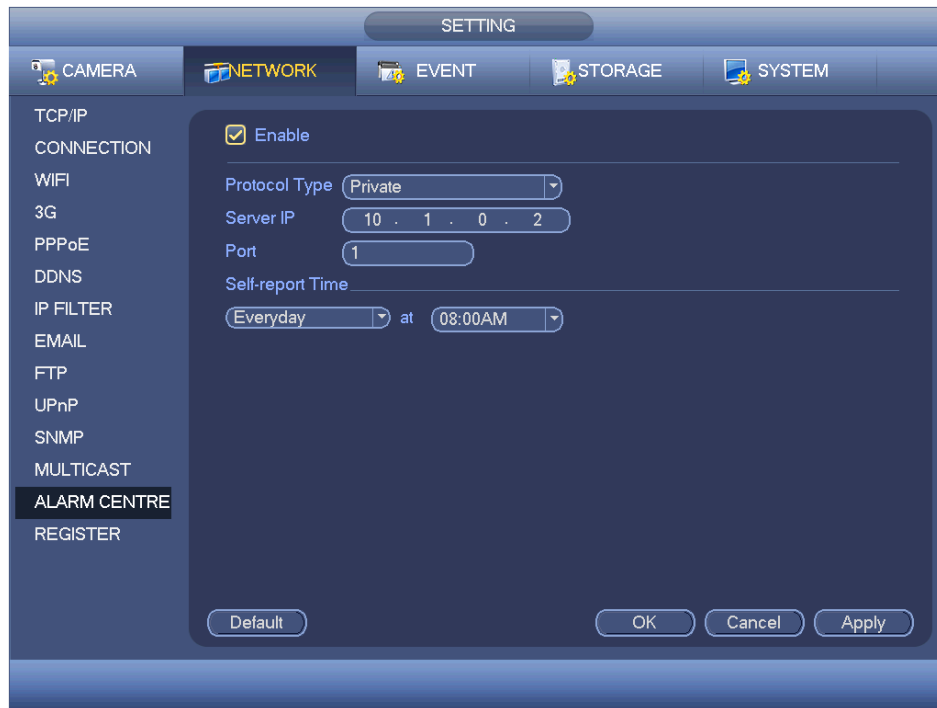 SETTING
CAMERA NETWORK EVENT STORAGE SYSTEM
TCP/IP
CONNECTION
WIFI
3G
PPPoE
DDNS
IP FILTER
EMAIL
FTP
UPnP
SNMP
MULTICAST
ALARM CENTRE
REGISTER
Enable
Protocol Type Private
Server IP 10 . 1 . 0 . 2
Port 1
Self-report Time
Everyday at 08:00AM
Default OK Cancel Apply